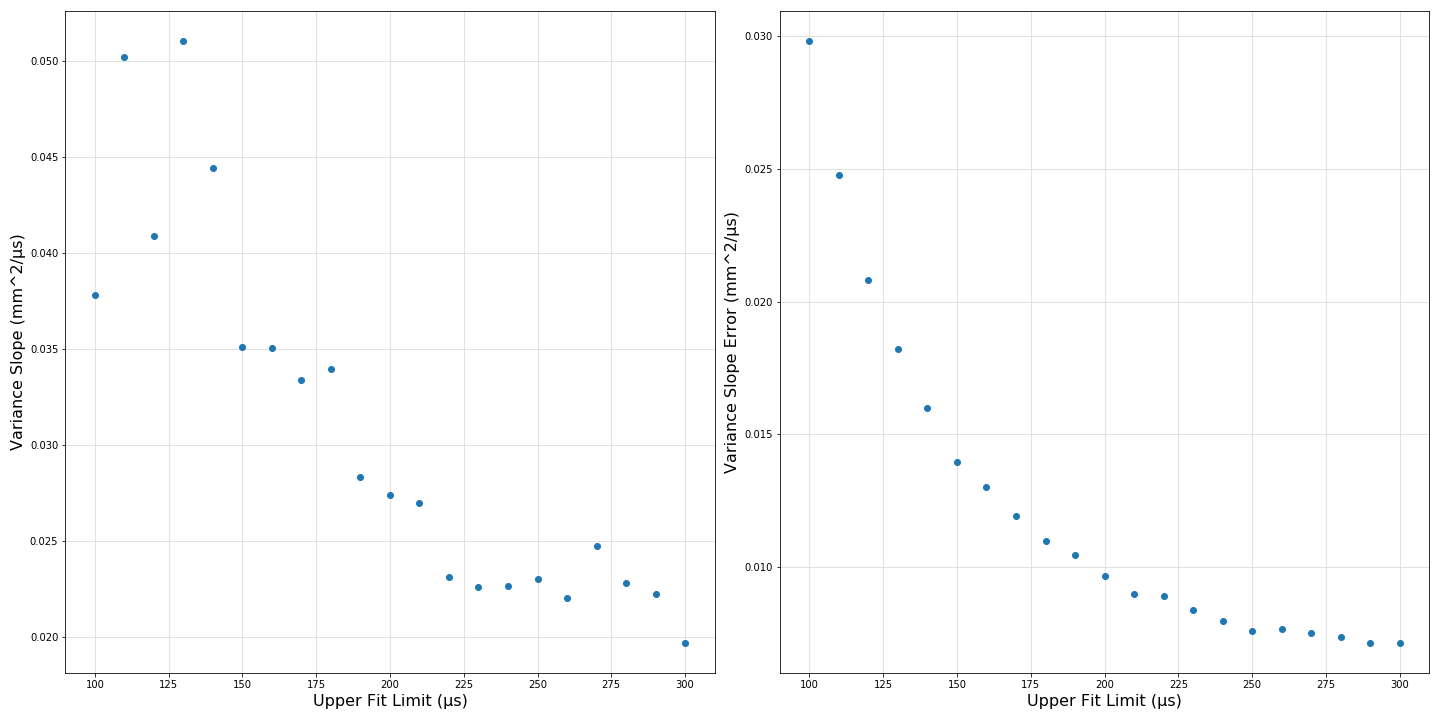 Variance Slope (mm^2/µs)
0.050
0.045
0.040
0.035
0.030
0.025
0.020
100 125 150 175 200 225 250 275 300
Upper Fit Limit (µs)
Variance Slope Error (mm^2/µs)
0.030
0.025
0.020
0.015
0.010
100 125 150 175 200 225 250 275 300
Upper Fit Limit (µs)